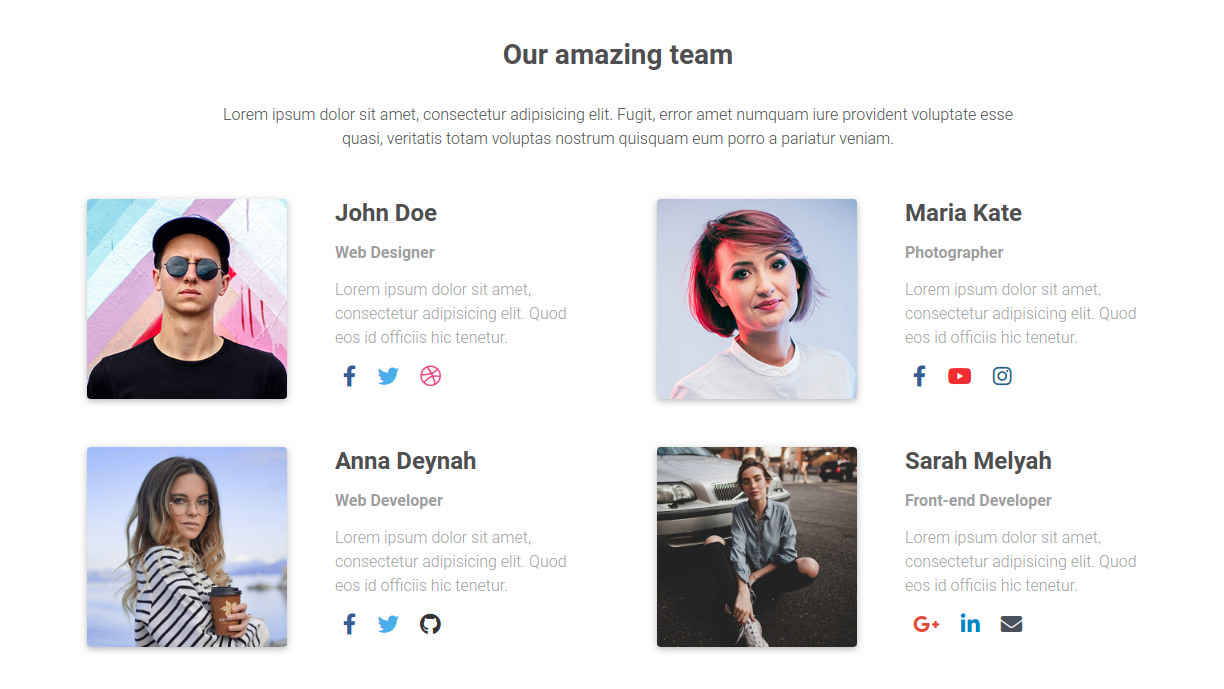 Our amazing team
Lorem ipsum dolor sit amet, consectetur adipisicing elit. Fugit, error amet numquam iure provident voluptate esse
quasi, veritatis totam voluptas nostrum quisquam eum porro a pariatur veniam.
John Doe
Web Designer
Lorem ipsum dolor sit amet,
consectetur adipisicing elit. Quod
eos id officiis hic tenetur.
Maria Kate
Photographer
Lorem ipsum dolor sit amet,
consectetur adipisicing elit. Quod
eos id officiis hic tenetur.
Anna Deynah
Web Developer
Lorem ipsum dolor sit amet,
consectetur adipisicing elit. Quod
eos id officiis hic tenetur.
Sarah Melyah
Front-end Developer
Lorem ipsum dolor sit amet,
consectetur adipisicing elit. Quod
eos id officiis hic tenetur.